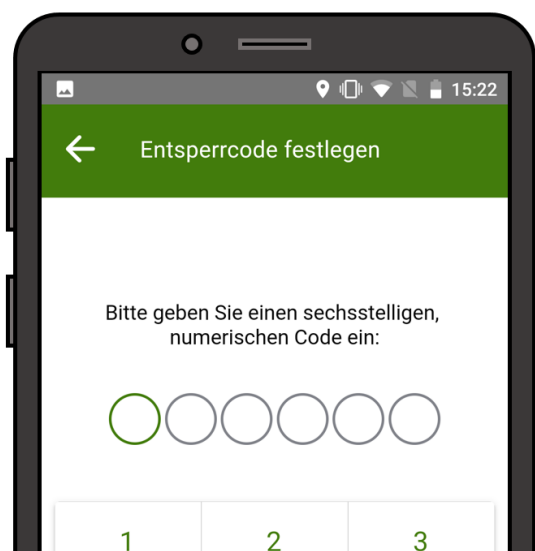 15:22
Entsperrcode festlegen
Bitte geben Sie einen sechsstelligen,
numerischen Code ein:
1 2 3